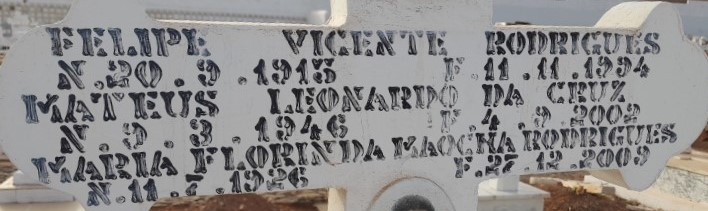 FELIPE VICENTE RODRIGUES
N.20.9.1915 F.11.11.1994
MATEUS LEONARDO DA CRUZ
N.9.3.1946 F.4.9.2002
MARIA FLORINDA ROCHA RODRIGUES
N.11.7.1926 F.27.12.2009